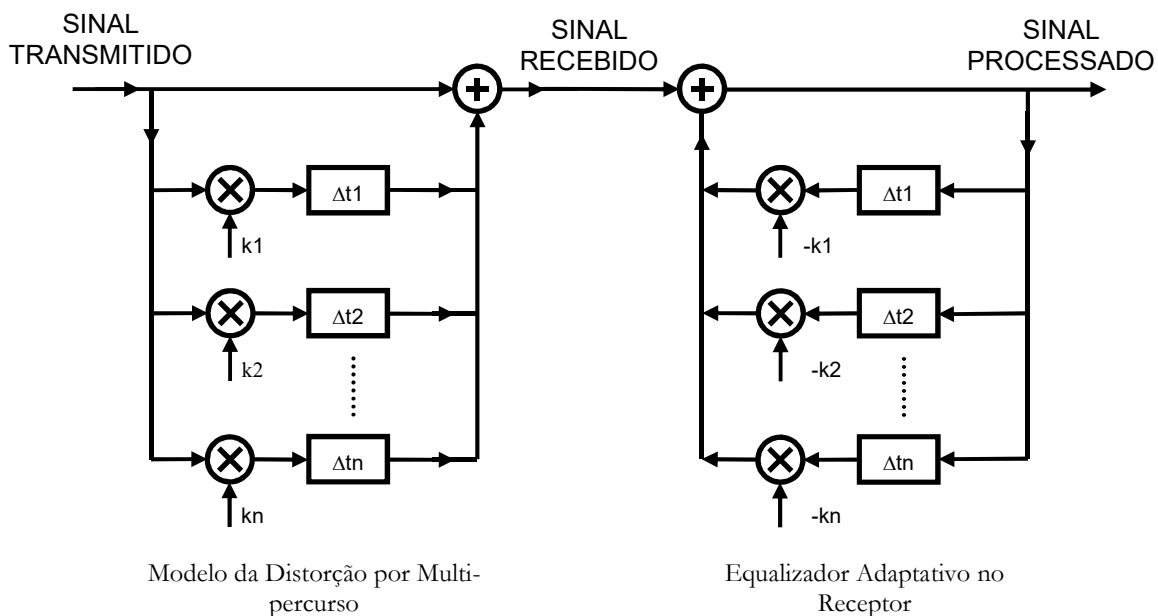 SINAL
TRANSMITIDO
SINAL
RECEBIDO
SINAL
PROCESSADO
Δt1
k1
Δt2
k2
Δtn
kn
Δt1
-k1
Δt2
-k2
Δtn
-kn
Modelo da Distorção por Multi-
percurso
Equalizador Adaptativo no
Receptor